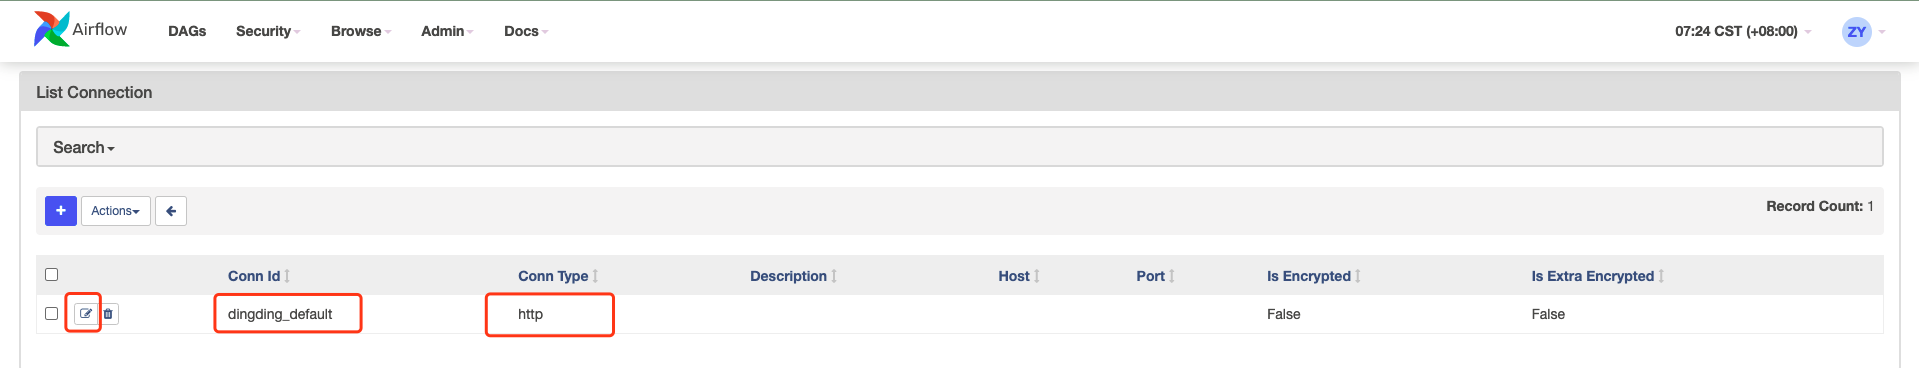 Airflow DAGs Security Browse Admin Docs 07:24 CST (+08:00) ZY
List Connection
Search
+ Actions Record Count: 1
Conn Id Conn Type Description Host Port Is Encrypted Is Extra Encrypted
dingding_default http False False